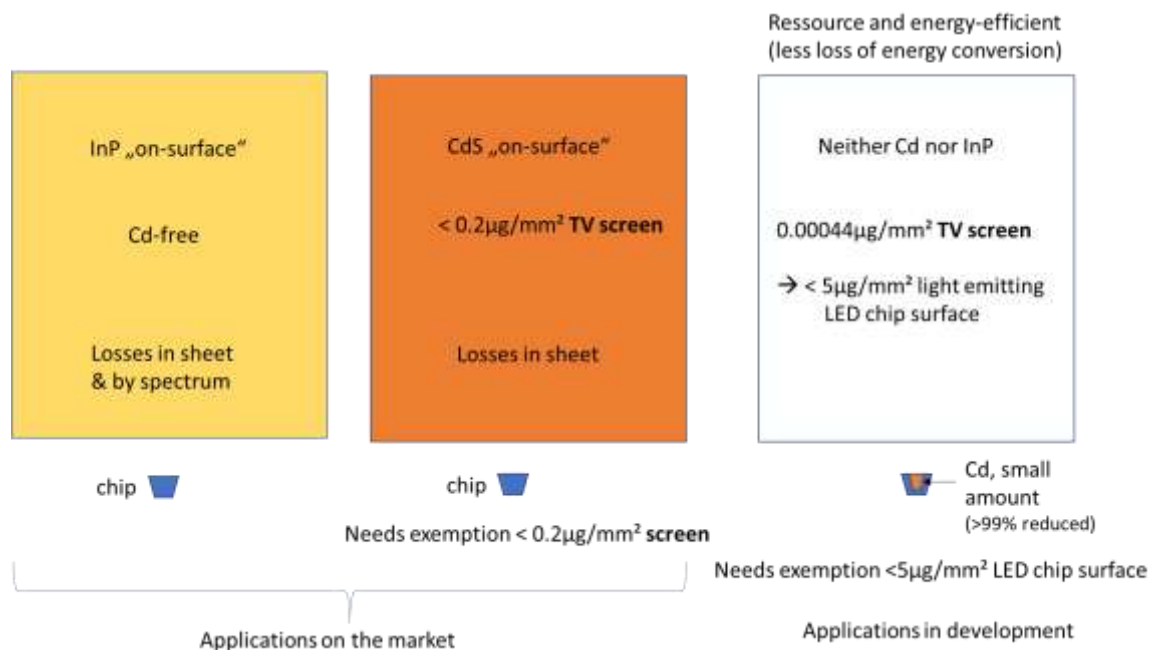 Ressource and energy-efficient
(less loss of energy conversion)
InP „on-surface“
Cd-free
Losses in sheet
& by spectrum
chip
CdS „on-surface“
< 0.2µg/mm² TV screen
Losses in sheet
chip
Needs exemption < 0.2µg/mm² screen
Applications on the market
Neither Cd nor InP
0.00044µg/mm² TV screen
→ < 5µg/mm² light emitting
LED chip surface
Cd, small
amount
(>99% reduced)
Needs exemption <5µg/mm² LED chip surface
Applications in development